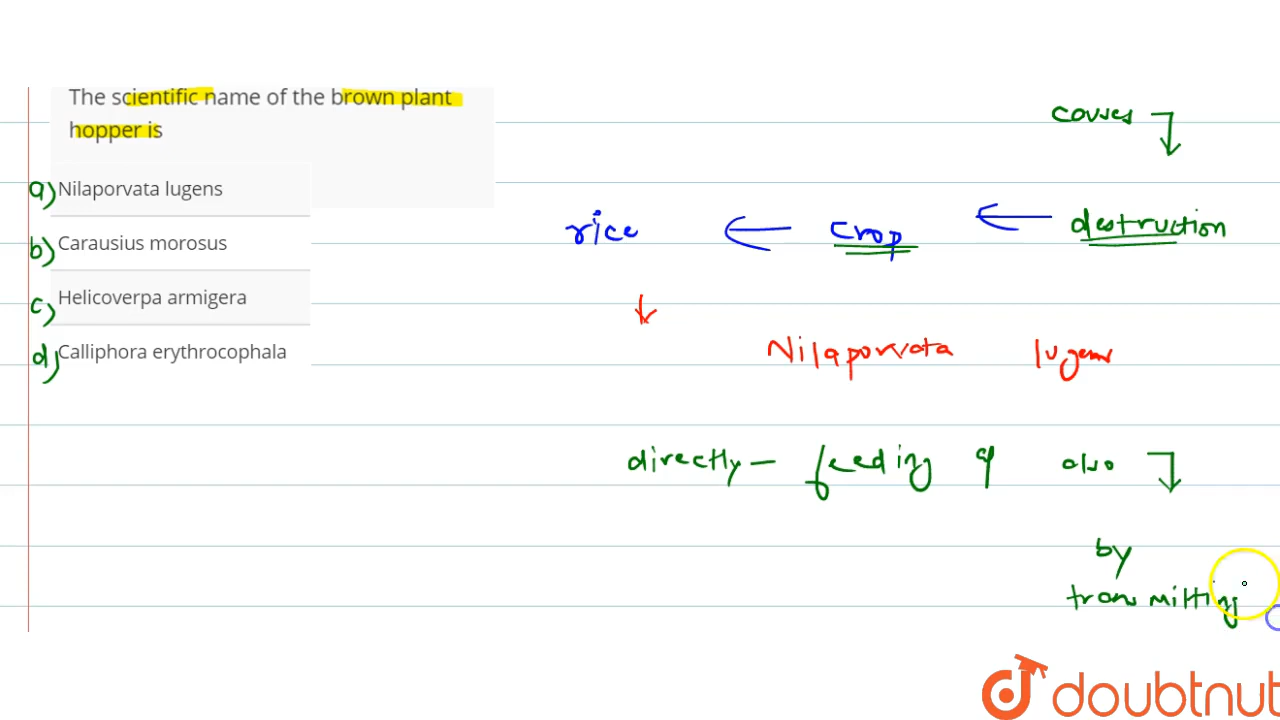 The scientific name of the brown plant
hopper is
a) Nilaporvata lugens
b) Carausius morosus
c) Helicoverpa armigera
d) Calliphora erythrocophala
causes
rice crop destruction
Nilaporvata lugens
directly - feeding of also
by
transmitting
doubtnut